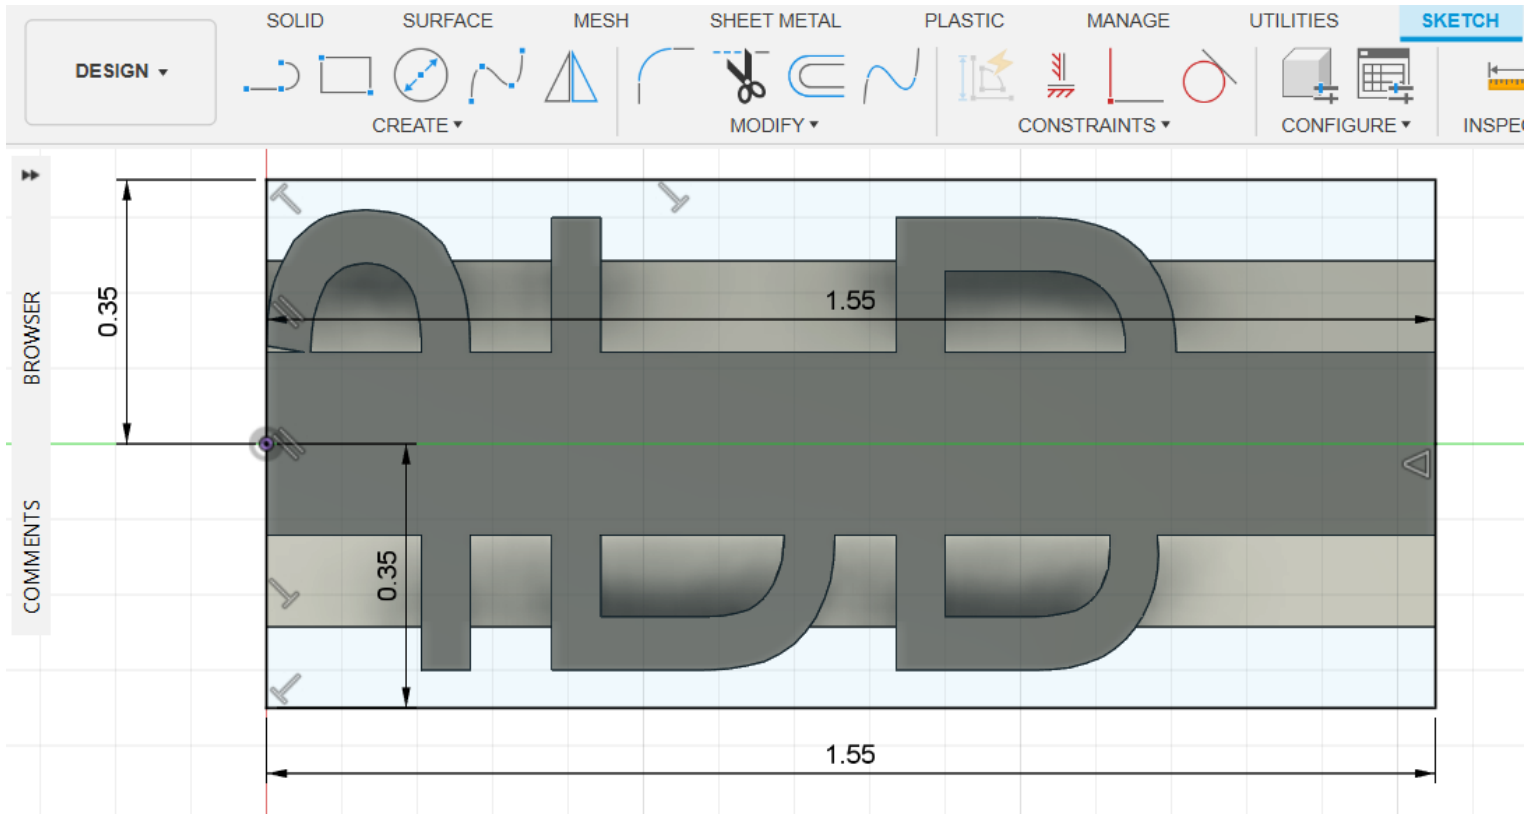 SOLID SURFACE MESH SHEET METAL PLASTIC MANAGE UTILITIES SKETCH
DESIGN
CREATE MODIFY CONSTRAINTS CONFIGURE INSPE
BROWSER
COMMENTS
0.35
1.55
0.35
1.55